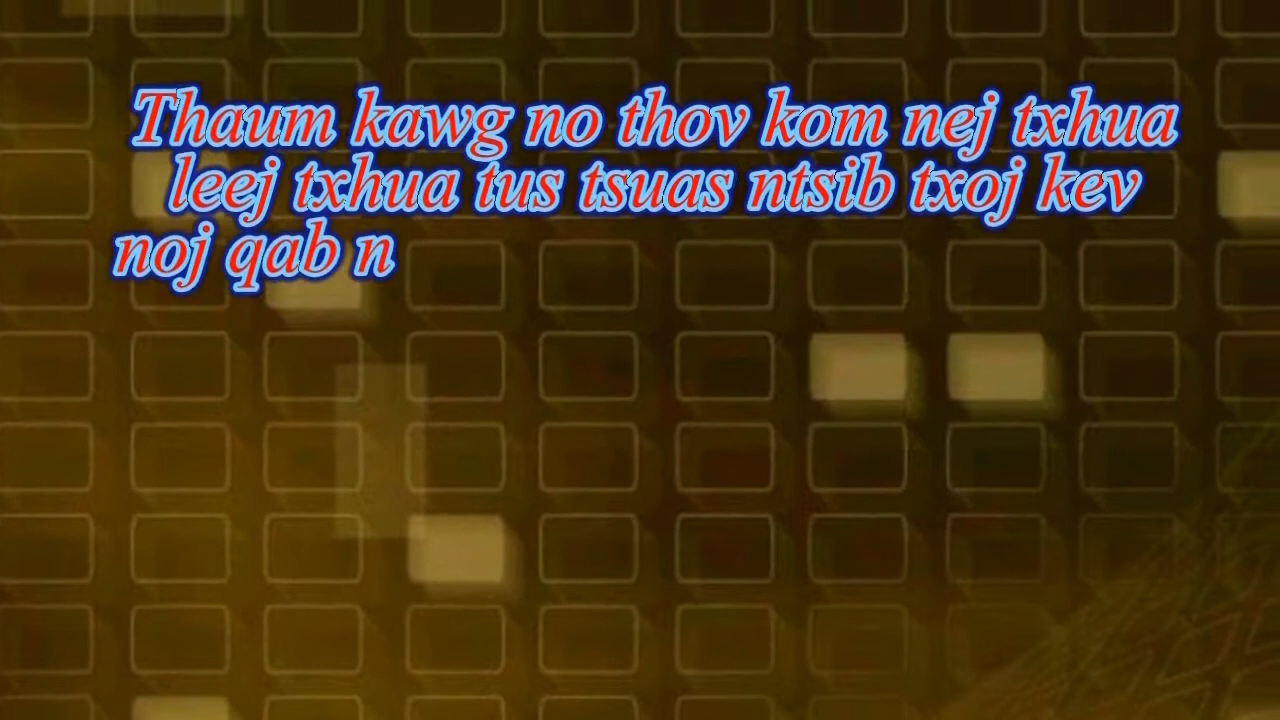 Thaum kawg no thov kom nej txhua
leej txhua tus tsuas ntsib txoj kev
noj qab n